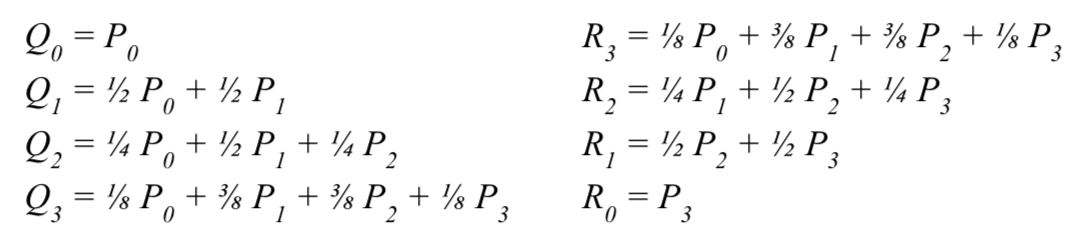 Q₀ = P₀
Q₁ = ½ P₀ + ½ P₁
Q₂ = ¼ P₀ + ½ P₁ + ¼ P₂
Q₃ = ⅛ P₀ + ⅜ P₁ + ⅜ P₂ + ⅛ P₃
R₃ = ⅛ P₀ + ⅜ P₁ + ⅜ P₂ + ⅛ P₃
R₂ = ¼ P₁ + ½ P₂ + ¼ P₃
R₁ = ½ P₂ + ½ P₃
R₀ = P₃